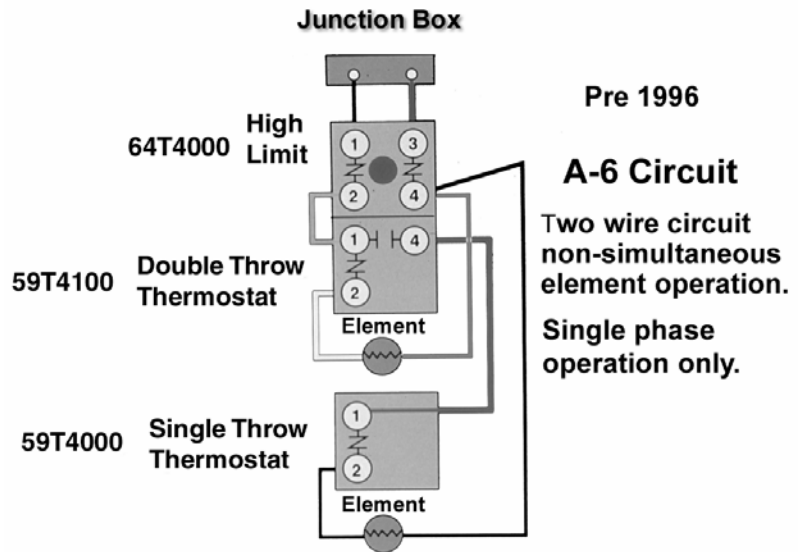 Junction Box
Pre 1996
64T4000
High
Limit
1
3
2
4
A-6 Circuit
Two wire circuit
non-simultaneous
element operation.
Single phase
operation only.
59T4100
Double Throw
Thermostat
1
4
2
Element
59T4000
Single Throw
Thermostat
1
2
Element